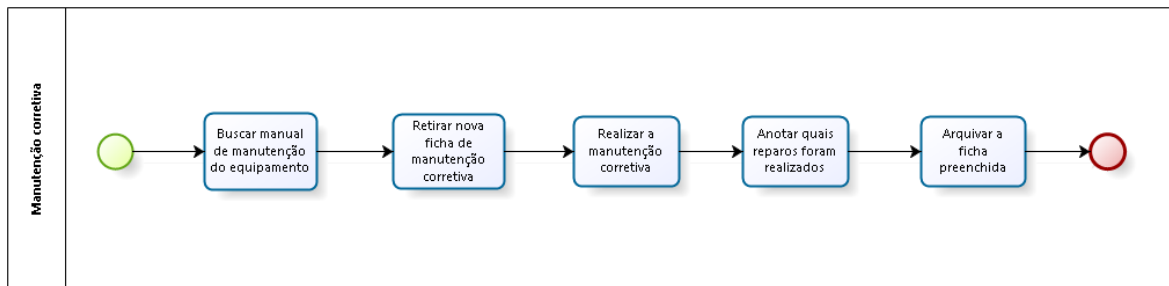 Manutenção corretiva
Buscar manual
de manutenção
do equipamento
Retirar nova
ficha de
manutenção
corretiva
Realizar a
manutenção
corretiva
Anotar quais
reparos foram
realizados
Arquivar a
ficha
preenchida